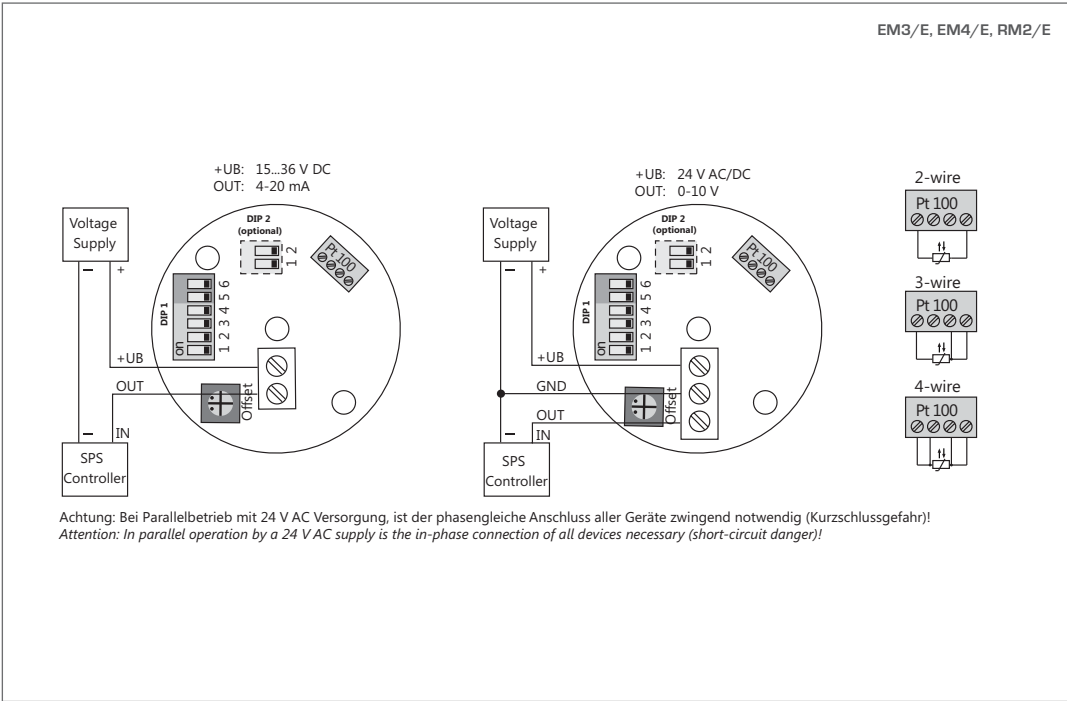 EM3/E, EM4/E, RM2/E
+UB: 15...36 V DC
OUT: 4-20 mA
Voltage
Supply
– +
DIP 2
(optional)
1 2
Pt 100
DIP 1
on
1 2 3 4 5 6
+UB
OUT
Offset
– IN
SPS
Controller
+UB: 24 V AC/DC
OUT: 0-10 V
Voltage
Supply
– +
DIP 2
(optional)
1 2
Pt 100
DIP 1
on
1 2 3 4 5 6
+UB
GND
OUT
Offset
– IN
SPS
Controller
2-wire
Pt 100
3-wire
Pt 100
4-wire
Pt 100
Achtung: Bei Parallelbetrieb mit 24 V AC Versorgung, ist der phasengleiche Anschluss aller Geräte zwingend notwendig (Kurzschlussgefahr)!
Attention: In parallel operation by a 24 V AC supply is the in-phase connection of all devices necessary (short-circuit danger)!